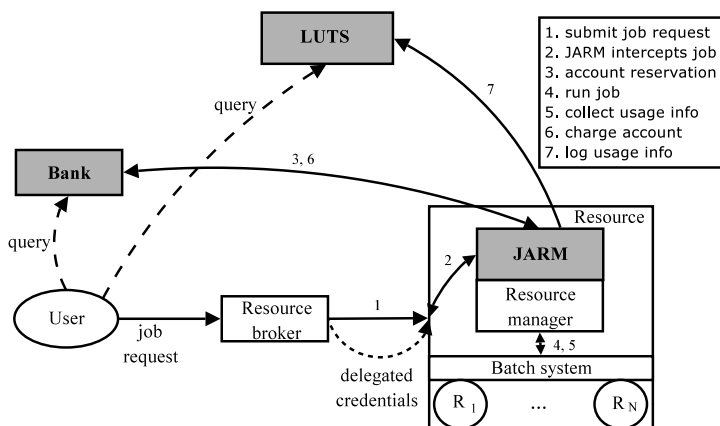 LUTS
1. submit job request
2. JARM intercepts job
3. account reservation
4. run job
5. collect usage info
6. charge account
7. log usage info
7
query
3, 6
Bank
Resource
query
2
JARM
User
job
request
Resource
broker
1
Resource
manager
4, 5
delegated
credentials
Batch system
R 1
...
R N